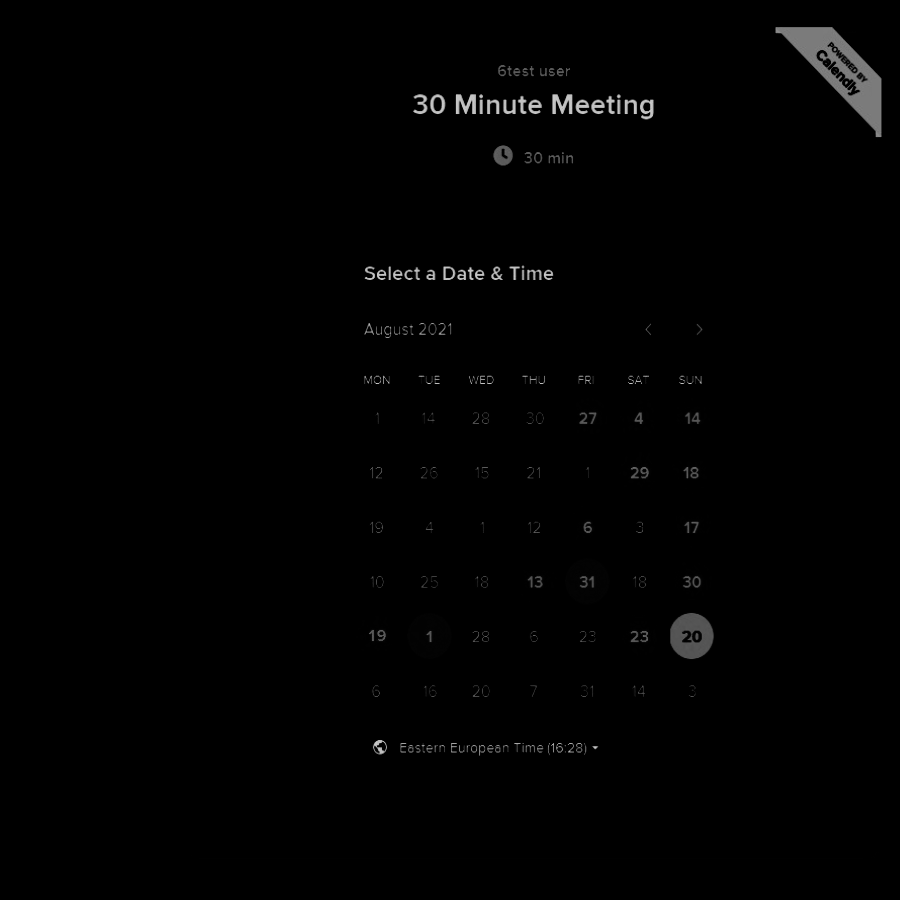 POWERED BY
Calendly
6test user
30 Minute Meeting
30 min
Select a Date & Time
August 2021
MON TUE WED THU FRI SAT SUN
1 14 28 30 27 4 14
12 26 15 21 1 29 18
19 4 1 12 6 3 17
10 25 18 13 31 18 30
19 1 28 6 23 23 20
6 16 20 7 31 14 3
Eastern European Time (16:28)